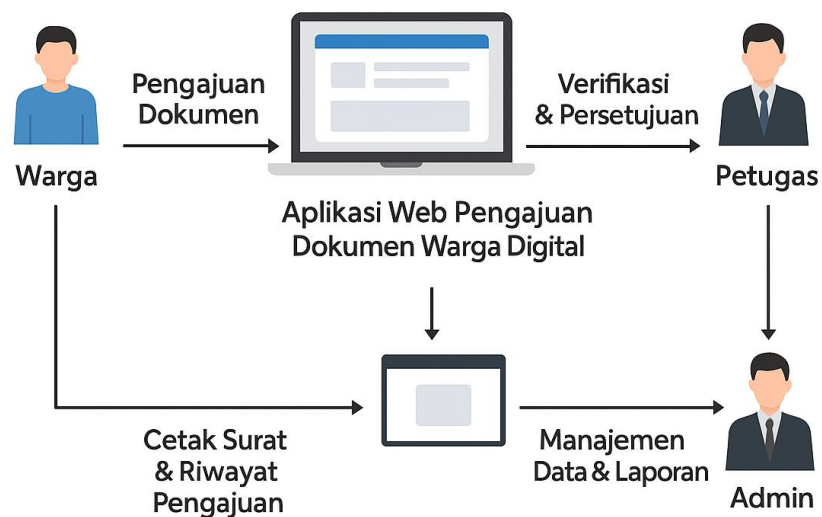 Pengajuan
Dokumen
Verifikasi
& Persetujuan
Warga
Petugas
Aplikasi Web Pengajuan
Dokumen Warga Digital
Cetak Surat
& Riwayat
Pengajuan
Manajemen
Data & Laporan
Admin